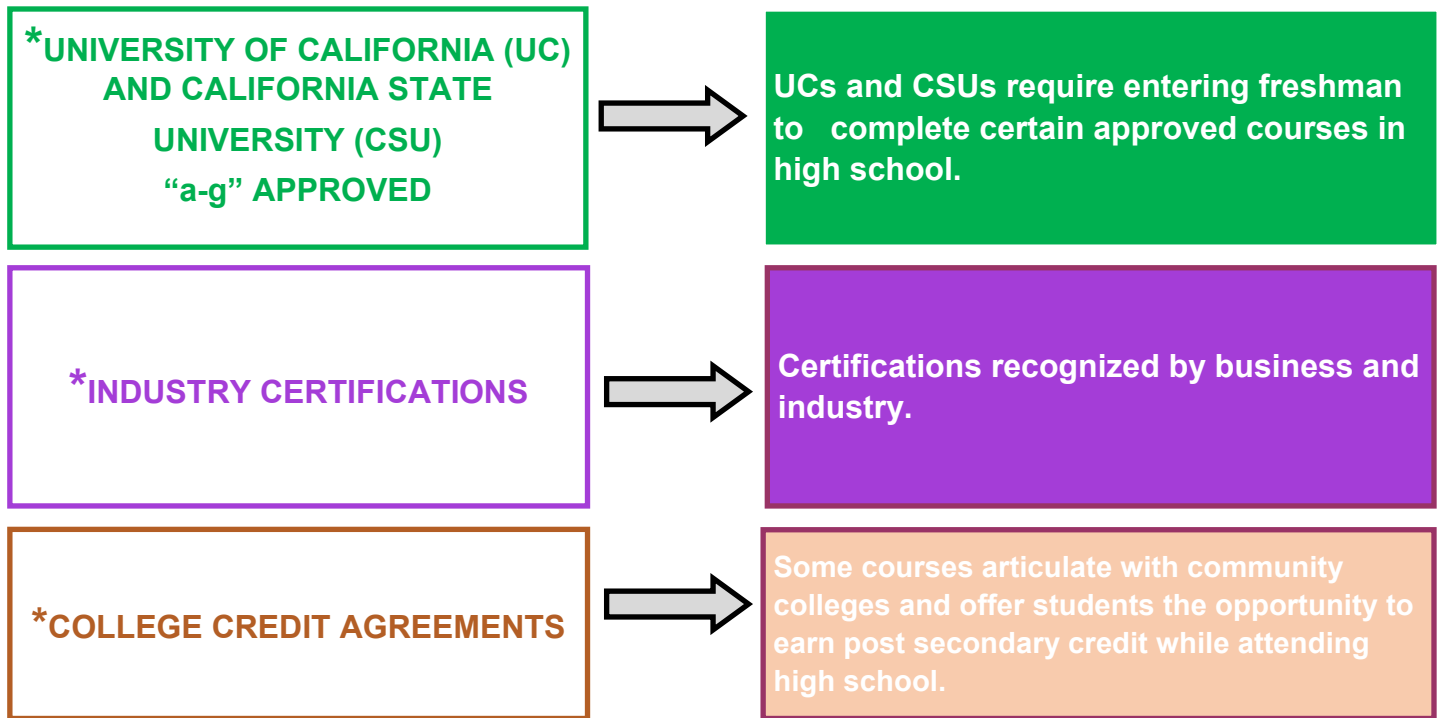 *UNIVERSITY OF CALIFORNIA (UC)
AND CALIFORNIA STATE
UNIVERSITY (CSU)
“a-g” APPROVED
UCs and CSUs require entering freshman
to complete certain approved courses in
high school.
*INDUSTRY CERTIFICATIONS
Certifications recognized by business and
industry.
*COLLEGE CREDIT AGREEMENTS
Some courses articulate with community
colleges and offer students the opportunity to
earn post secondary credit while attending
high school.